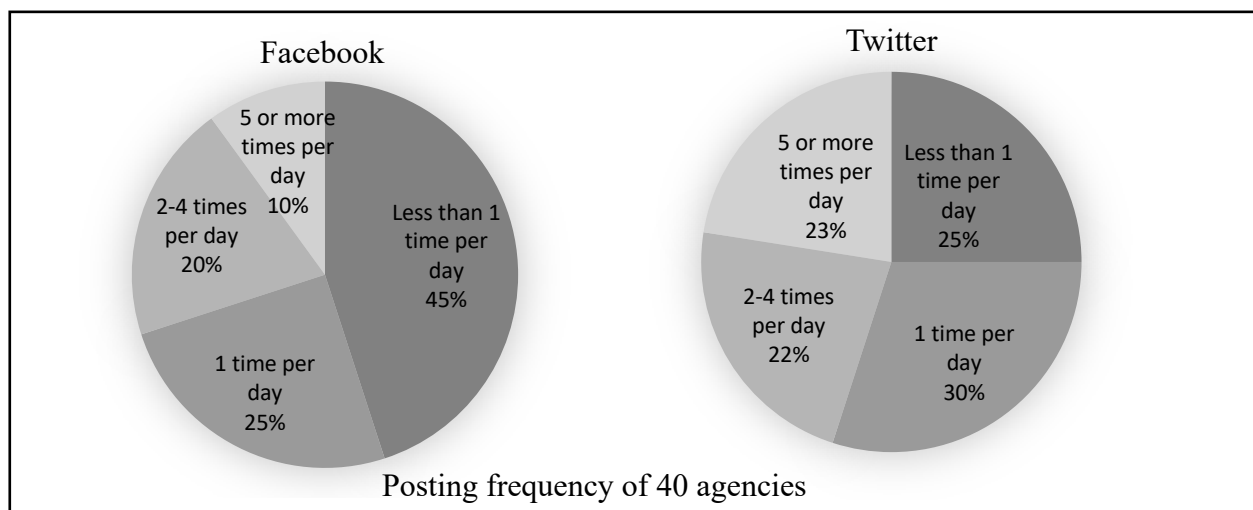 Facebook
5 or more
times per
day
10%
Less than 1
time per
day
45%
2-4 times
per day
20%
1 time per
day
25%
Twitter
5 or more
times per
day
23%
Less than 1
time per
day
25%
2-4 times
per day
22%
1 time per
day
30%
Posting frequency of 40 agencies